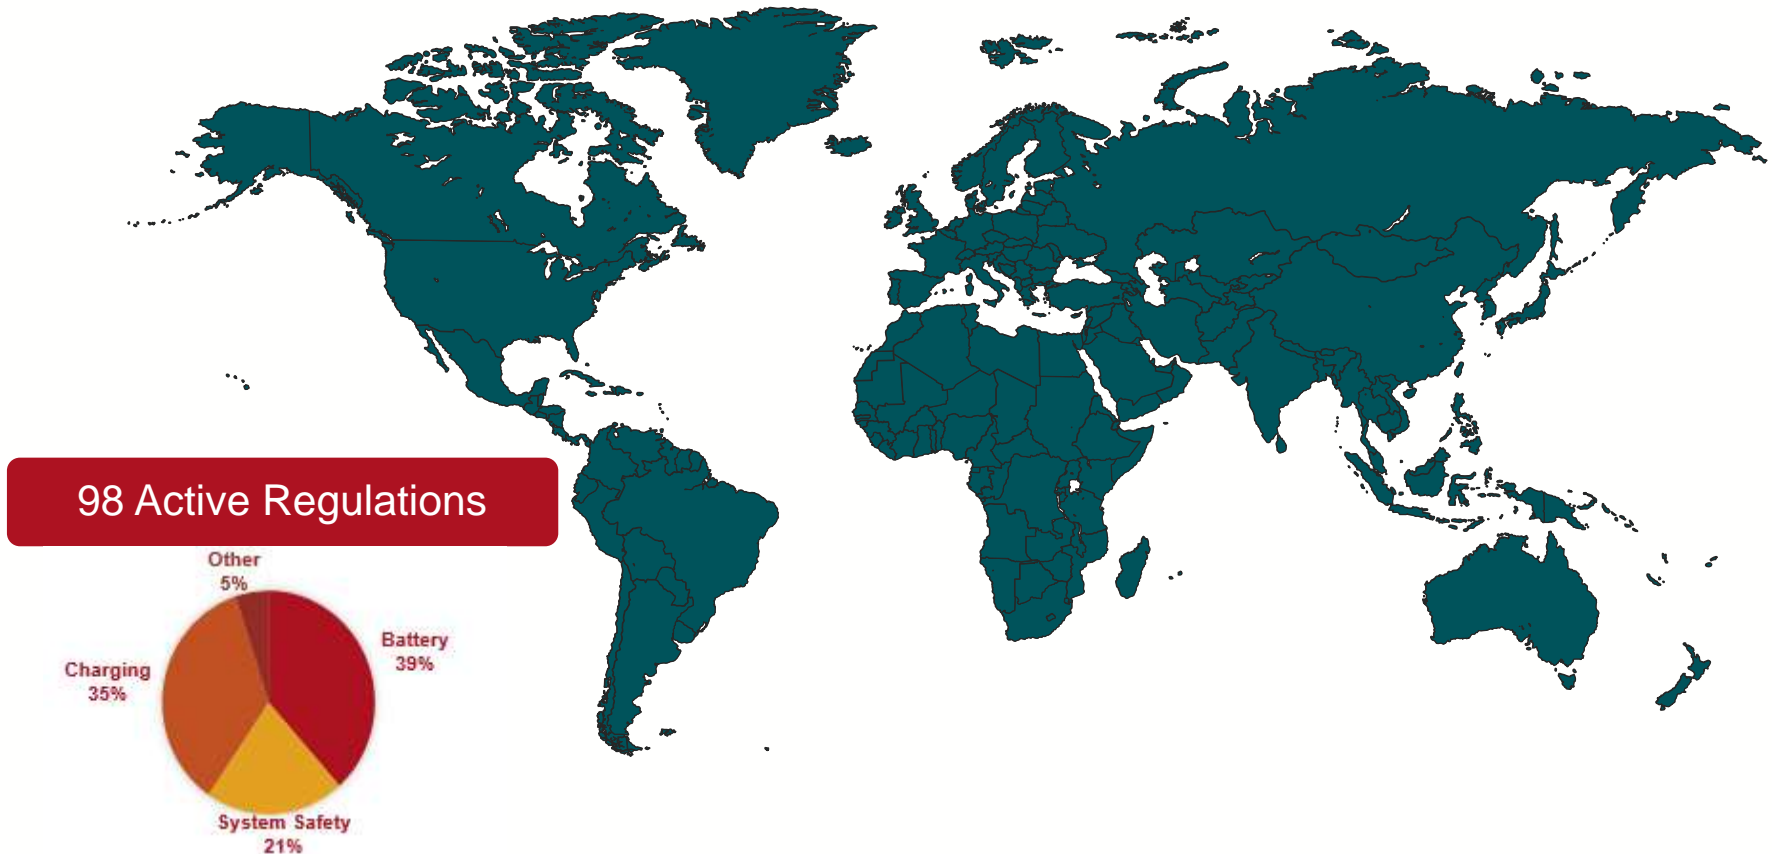 98 Active Regulations
Other
5%
Battery
39%
Charging
35%
System Safety
21%